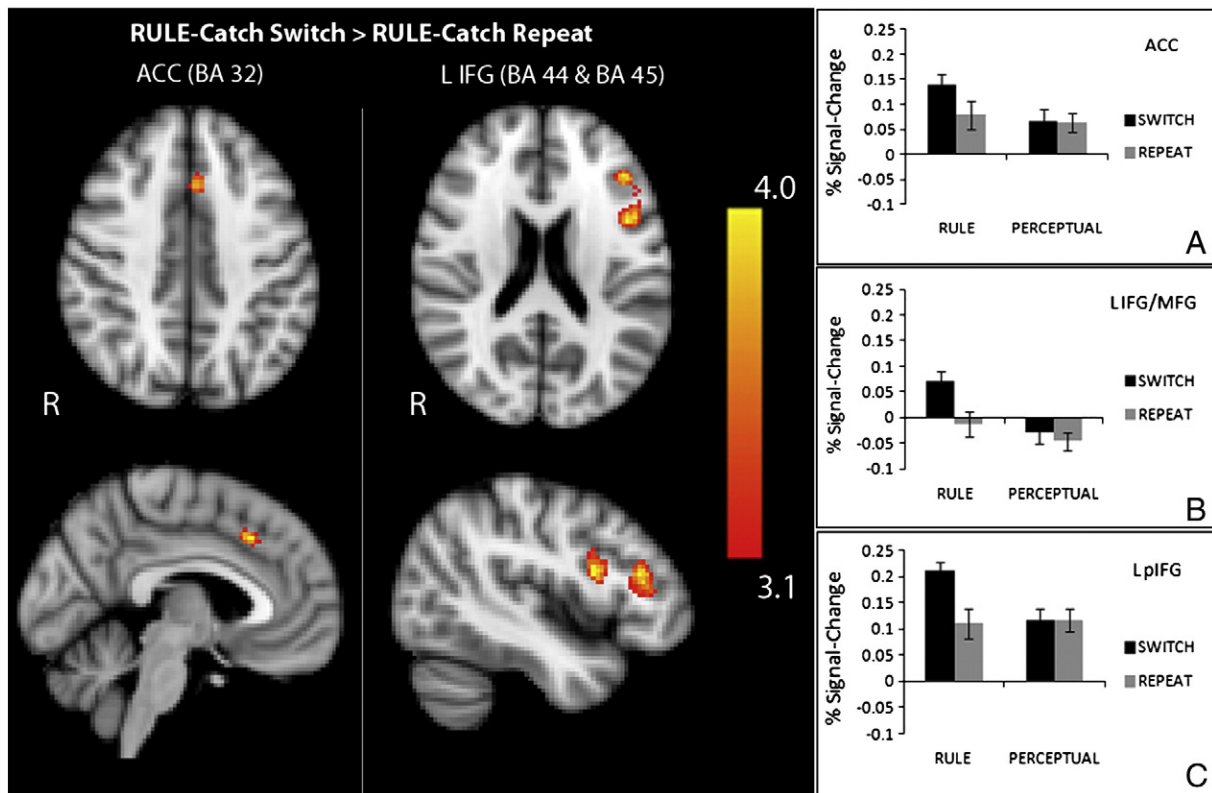 RULE-Catch Switch > RULE-Catch Repeat
ACC (BA 32)
L IFG (BA 44 & BA 45)
R
R
4.0
3.1
ACC
% Signal-Change
0.25
0.2
0.15
0.1
0.05
0
-0.05
-0.1
SWITCH
REPEAT
RULE
PERCEPTUAL
A
LIFG/MFG
% Signal-Change
0.25
0.2
0.15
0.1
0.05
0
-0.05
-0.1
SWITCH
REPEAT
RULE
PERCEPTUAL
B
LpIFG
% Signal-Change
0.25
0.2
0.15
0.1
0.05
0
-0.05
-0.1
SWITCH
REPEAT
RULE
PERCEPTUAL
C